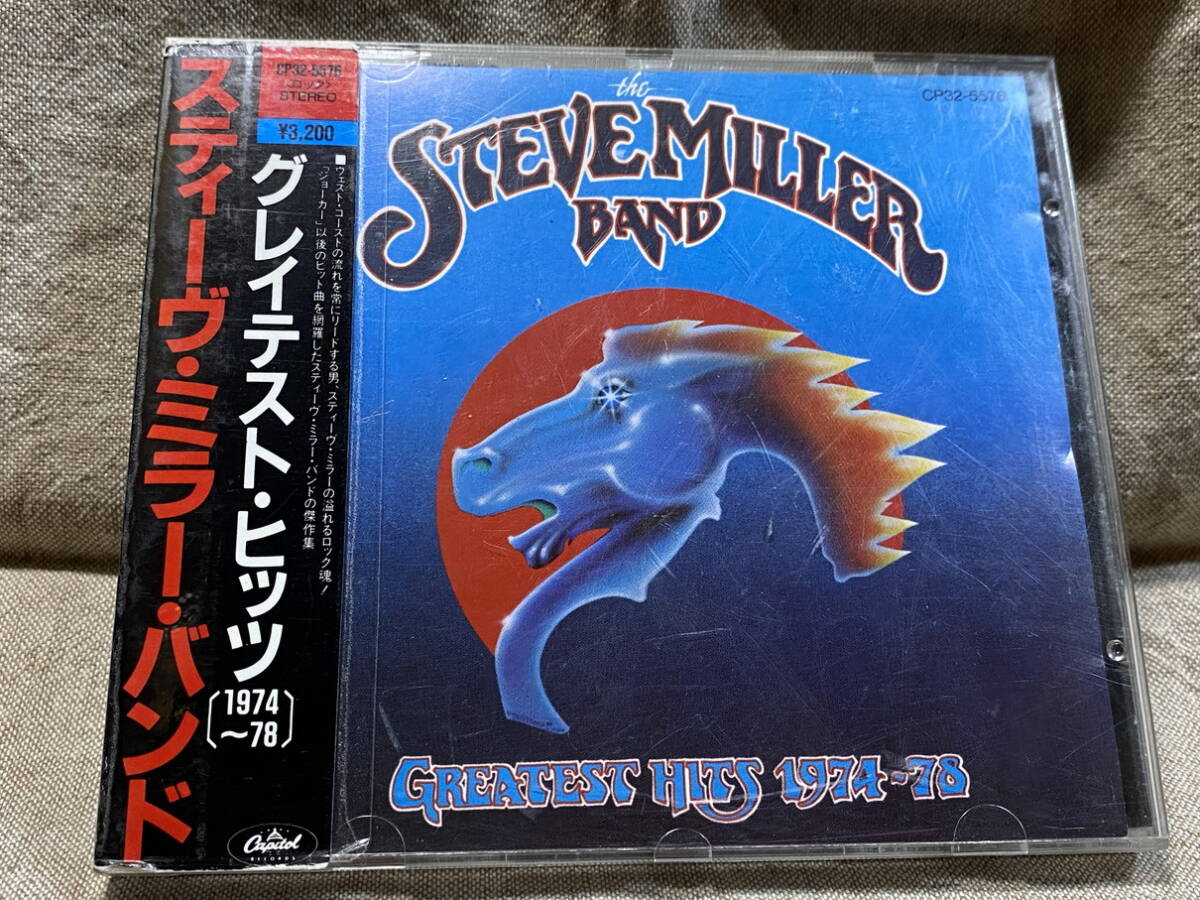 CP32-5576
〈ロック〉
STEREO
¥3,200
スティーヴ・ミラー・バンド
グレイテスト・ヒッツ
〔1974
～78〕
■ウェスト・コーストの流れを常にリードする男、スティーヴ・ミラーの溢れるロック魂！
「ジョーカー」以後のヒット曲を網羅したスティーヴ・ミラー・バンドの傑作集
Capitol
RECORDS
the
STEVE MILLER
BAND
CP32-5576
GREATEST HITS 1974-78